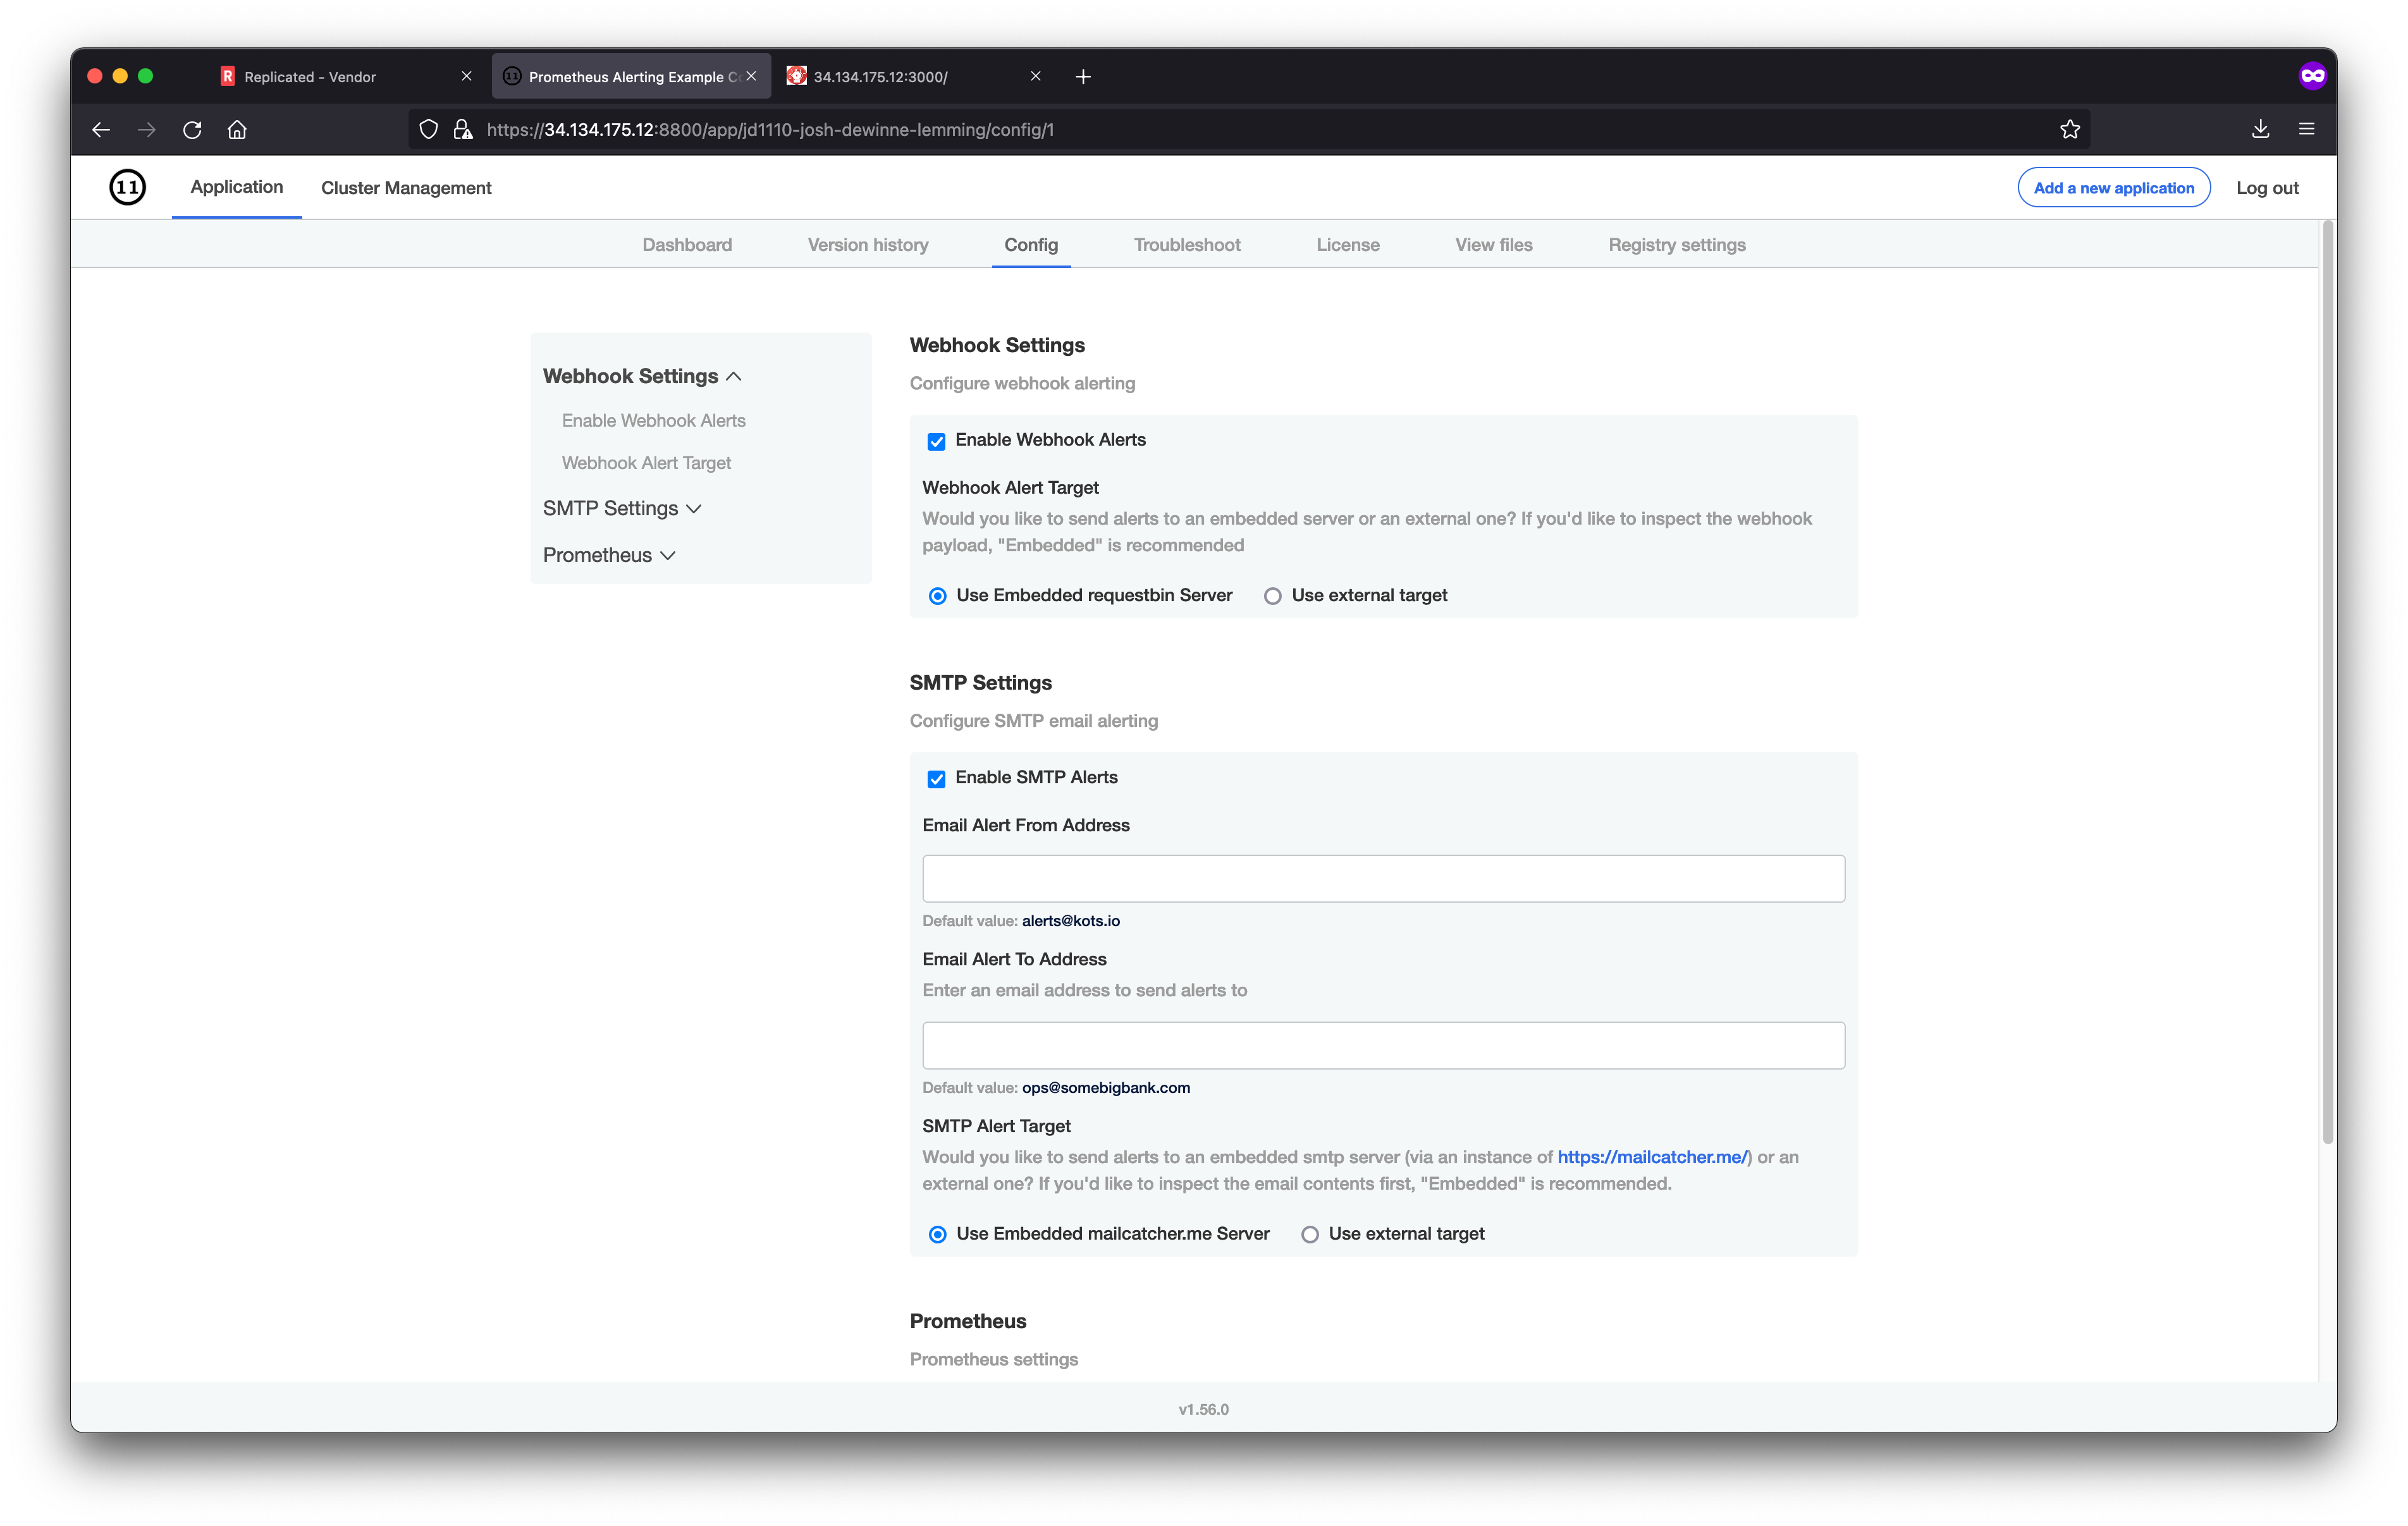 Replicated - Vendor
Prometheus Alerting Example Co
34.134.175.12:3000/
https://34.134.175.12:8800/app/jd1110-josh-dewinne-lemming/config/1
11
Application
Cluster Management
Add a new application
Log out
Dashboard
Version history
Config
Troubleshoot
License
View files
Registry settings
Webhook Settings
Enable Webhook Alerts
Webhook Alert Target
SMTP Settings
Prometheus
Webhook Settings
Configure webhook alerting
Enable Webhook Alerts
Webhook Alert Target
Would you like to send alerts to an embedded server or an external one? If you'd like to inspect the webhook
payload, "Embedded" is recommended
Use Embedded requestbin Server
Use external target
SMTP Settings
Configure SMTP email alerting
Enable SMTP Alerts
Email Alert From Address
Default value: alerts@kots.io
Email Alert To Address
Enter an email address to send alerts to
Default value: ops@somebigbank.com
SMTP Alert Target
Would you like to send alerts to an embedded smtp server (via an instance of https://mailcatcher.me/) or an
external one? If you'd like to inspect the email contents first, "Embedded" is recommended.
Use Embedded mailcatcher.me Server
Use external target
Prometheus
Prometheus settings
v1.56.0